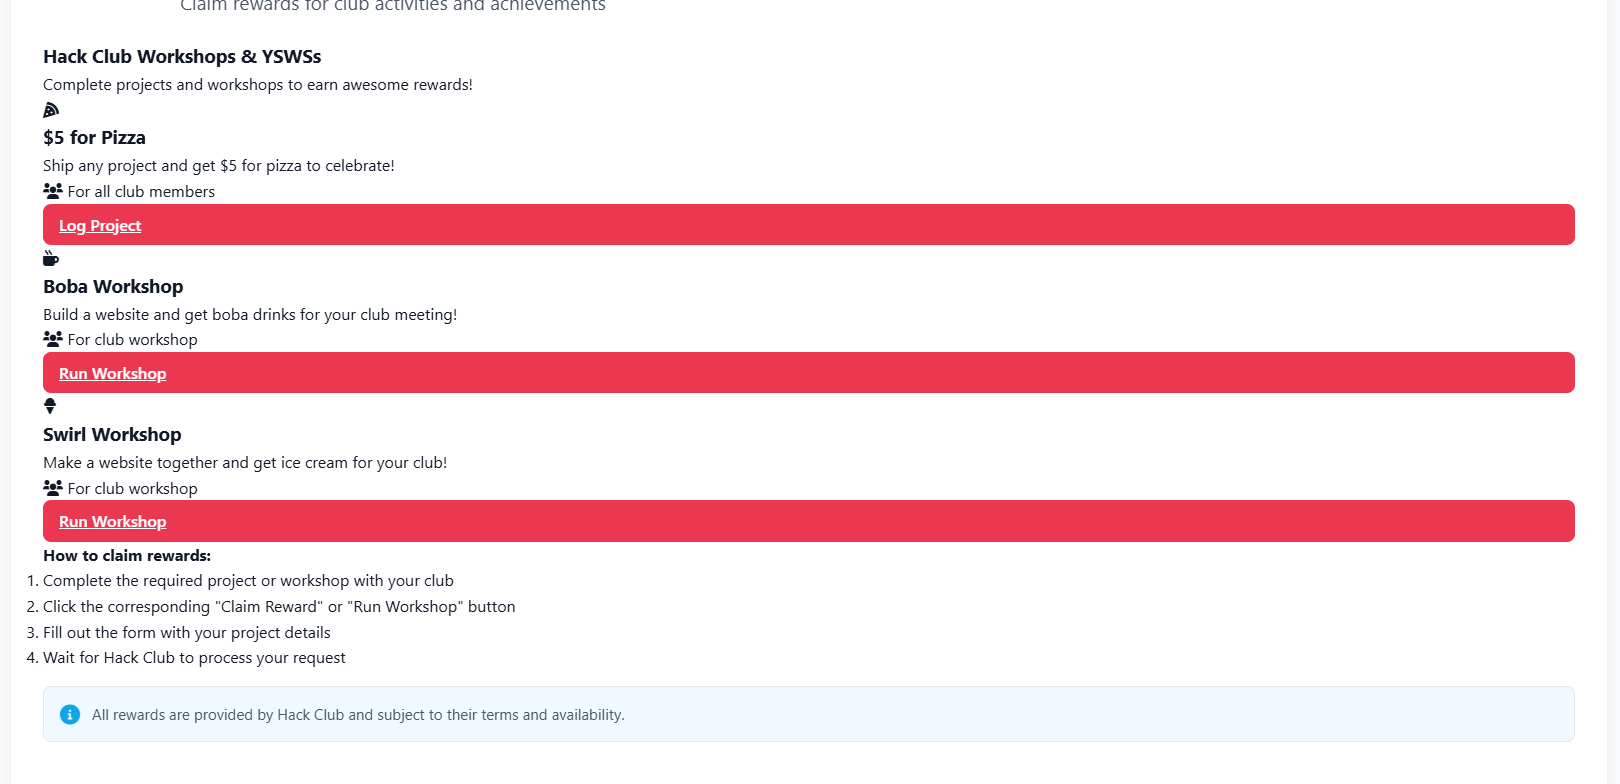 Claim rewards for club activities and achievements
Hack Club Workshops & YSWSs
Complete projects and workshops to earn awesome rewards!
$5 for Pizza
Ship any project and get $5 for pizza to celebrate!
For all club members
Log Project
Boba Workshop
Build a website and get boba drinks for your club meeting!
For club workshop
Run Workshop
Swirl Workshop
Make a website together and get ice cream for your club!
For club workshop
Run Workshop
How to claim rewards:
1. Complete the required project or workshop with your club
2. Click the corresponding "Claim Reward" or "Run Workshop" button
3. Fill out the form with your project details
4. Wait for Hack Club to process your request
All rewards are provided by Hack Club and subject to their terms and availability.